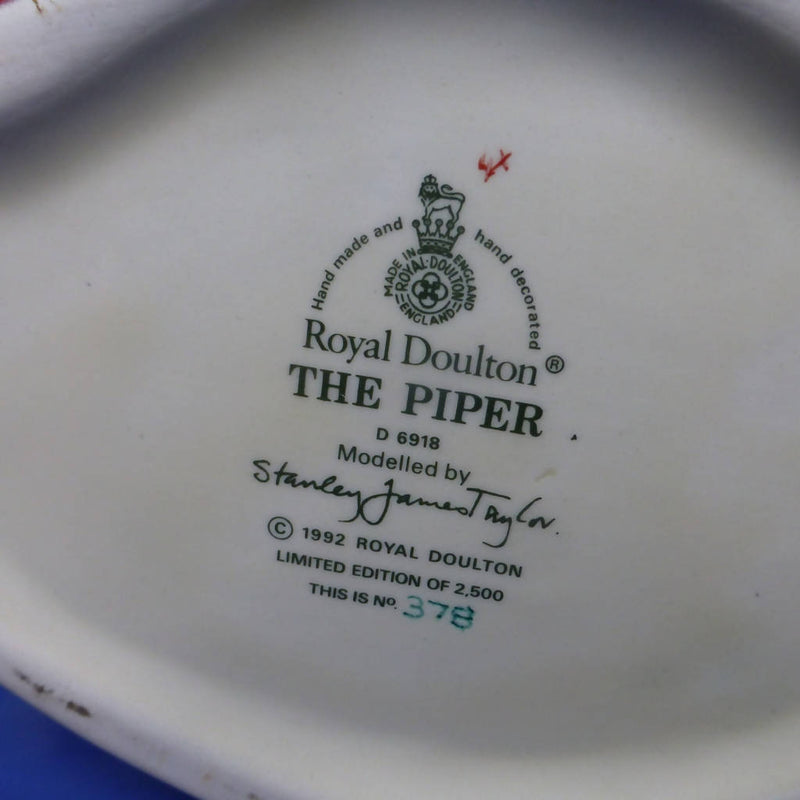 Hand made and hand decorated
MADE IN ENGLAND
ROYAL·DOULTON
ENGLAND
Royal Doulton ®
THE PIPER
D 6918
Modelled by
Stanley James Taylor.
© 1992 ROYAL DOULTON
LIMITED EDITION OF 2,500
THIS IS Nº. 378